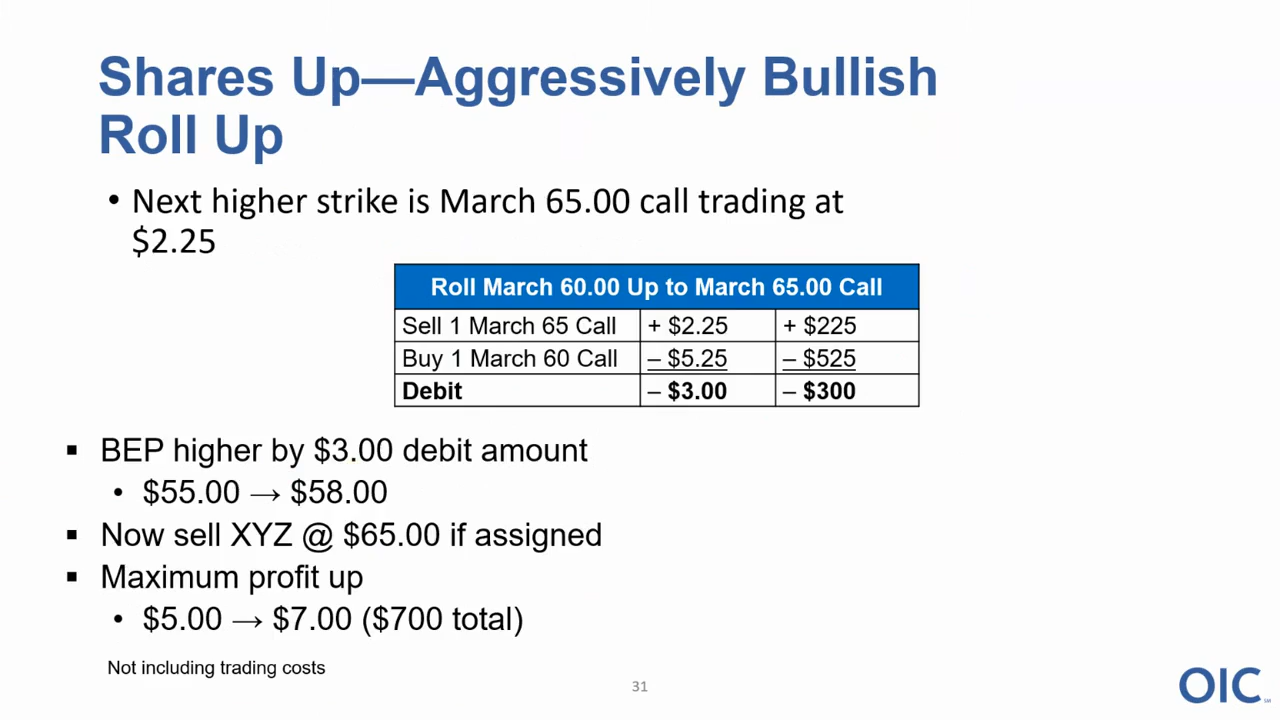 Shares Up—Aggressively Bullish
Roll Up
• Next higher strike is March 65.00 call trading at
$2.25
Roll March 60.00 Up to March 65.00 Call
Sell 1 March 65 Call + $2.25 + $225
Buy 1 March 60 Call – $5.25 – $525
Debit – $3.00 – $300
▪ BEP higher by $3.00 debit amount
• $55.00 → $58.00
▪ Now sell XYZ @ $65.00 if assigned
▪ Maximum profit up
• $5.00 → $7.00 ($700 total)
Not including trading costs
31
OIC℠